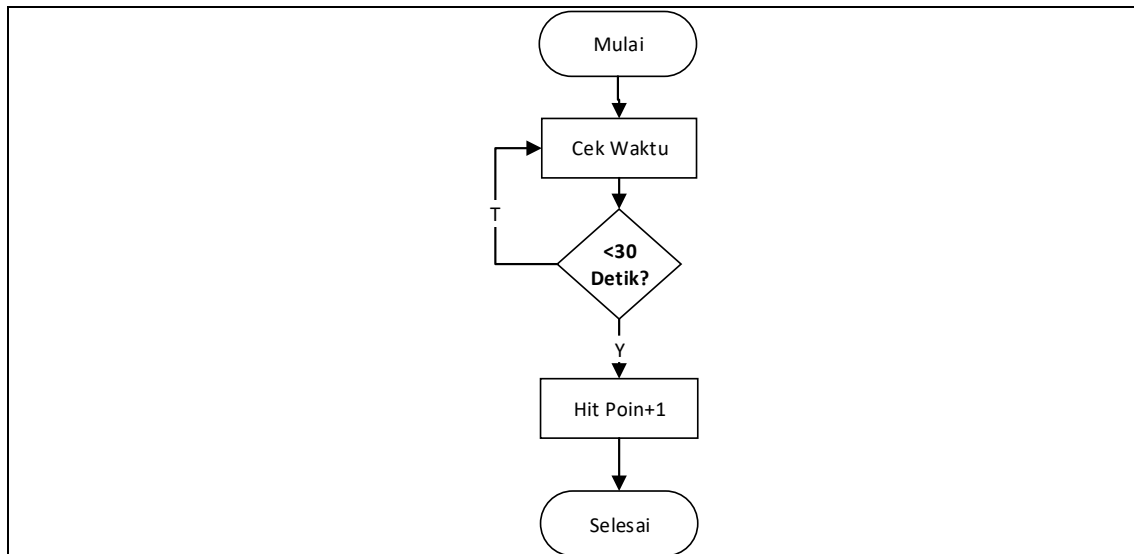 Mulai
Cek Waktu
T
<30
Detik?
Y
Hit Poin+1
Selesai